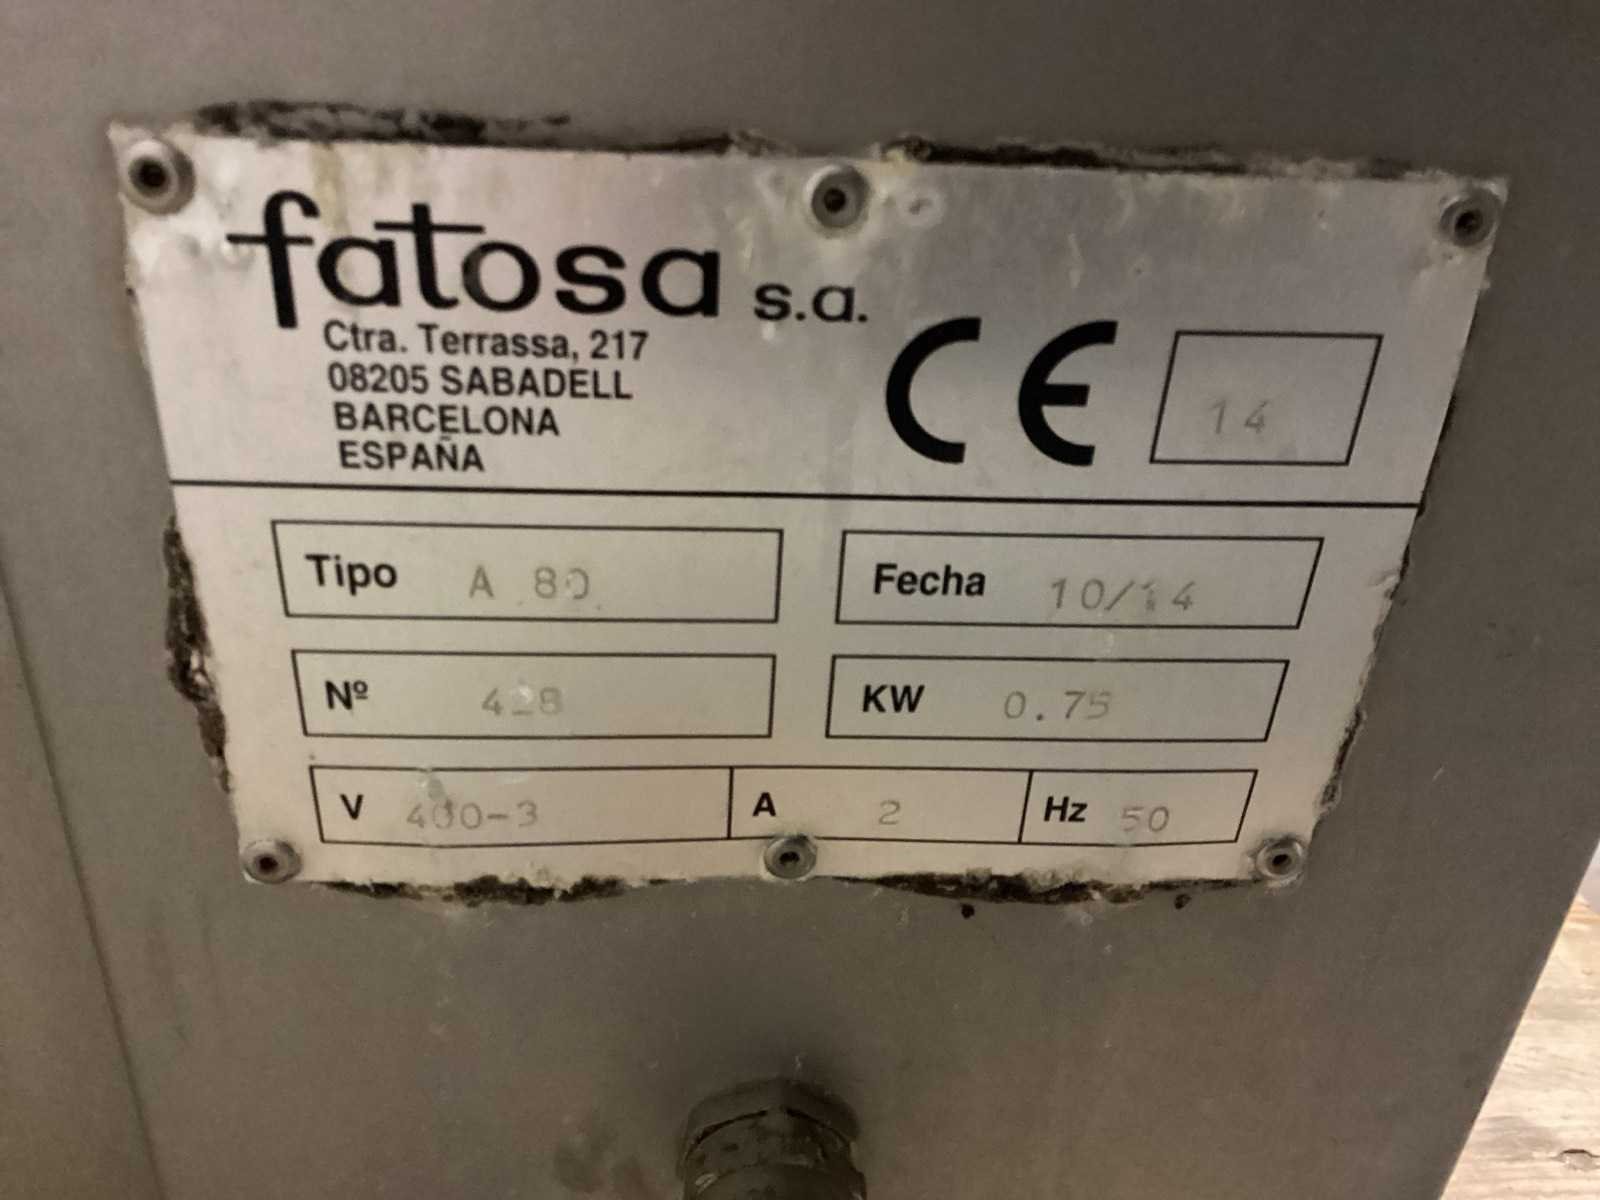 fatosa s.a.
Ctra. Terrassa, 217
08205 SABADELL
BARCELONA
ESPAÑA
CE 14
Tipo A 80
Fecha 10/14
Nº 428
KW 0.75
V 400-3 A 2 Hz 50